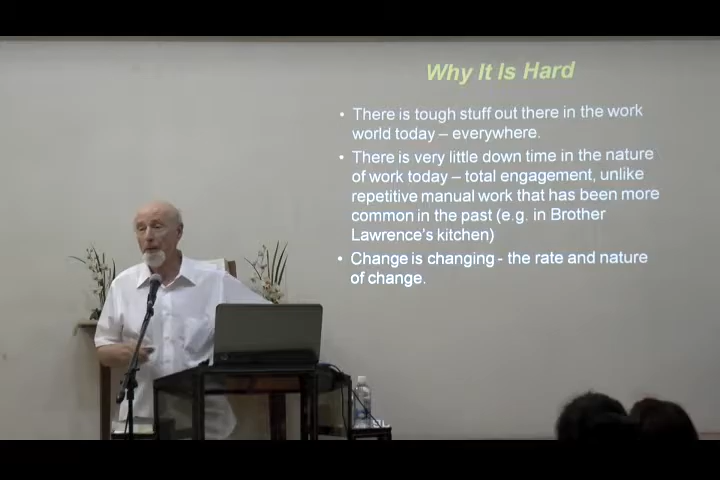 Why It Is Hard
• There is tough stuff out there in the work
world today – everywhere.
• There is very little down time in the nature
of work today – total engagement, unlike
repetitive manual work that has been more
common in the past (e.g. in Brother
Lawrence's kitchen)
• Change is changing - the rate and nature
of change.